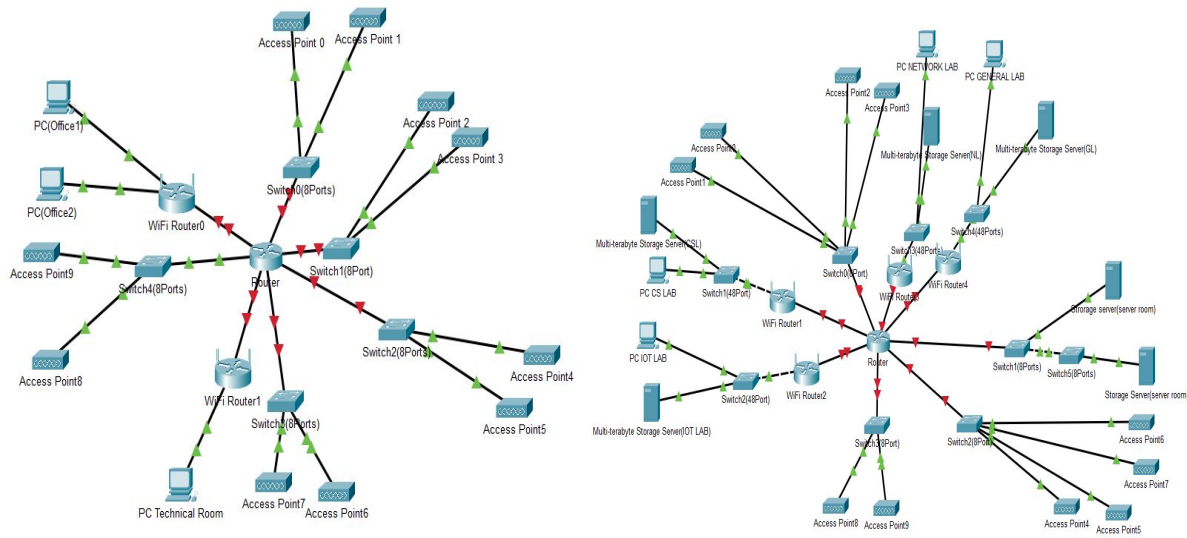 Access Point 0
Access Point 1
PC(Office1)
Access Point 2
Access Point 3
Switch0(8Ports)
PC(Office2)
WiFi Router0
Access Point9
Switch4(8Ports)
Router
Switch1(8Port)
Switch2(8Ports)
Access Point8
WiFi Router1
Access Point4
Switch3(8Ports)
Access Point5
PC Technical Room
Access Point7
Access Point6
PC NETWORK LAB
PC GENERAL LAB
Access Point2
Access Point3
Multi-terabyte Storage Server(NL)
Multi-terabyte Storage Server(GL)
Access Point1
Switch3(48Ports)
Switch4(48Ports)
Multi-terabyte Storage Server(CSL)
Switch0(8Port)
PC CS LAB
Switch1(48Port)
WiFi Router1
WiFi Router4
Strorage server(server room)
PC IOT LAB
Router
Switch1(8Ports)
Switch5(8Ports)
Switch2(48Port)
WiFi Router2
Storage Server(server room
Multi-terabyte Storage Server(IOT LAB)
Switch3(8Port)
Switch2(8Port)
Access Point6
Access Point7
Access Point8
Access Point9
Access Point4
Access Point5